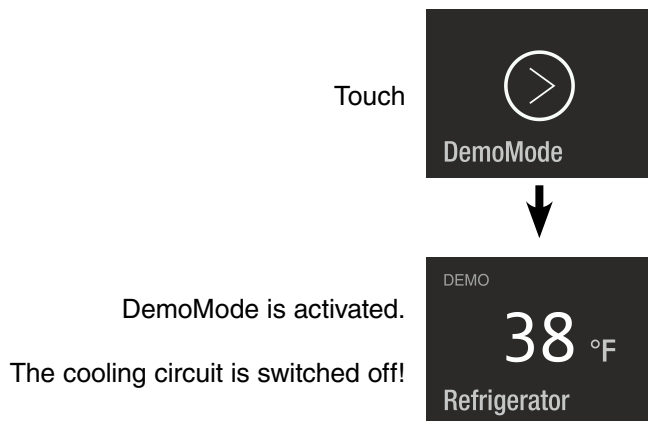 Touch
DemoMode
DEMO
DemoMode is activated.
38 °F
The cooling circuit is switched off!
Refrigerator